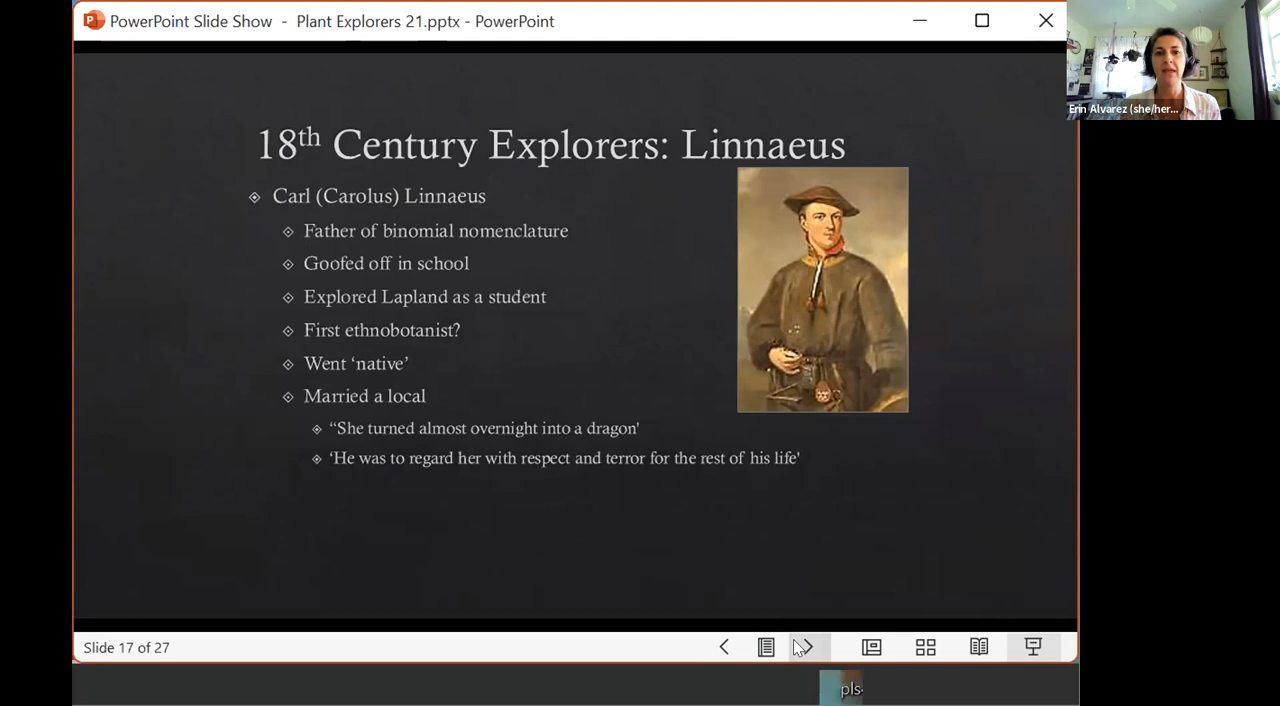 PowerPoint Slide Show - Plant Explorers 21.pptx - PowerPoint
Erin Alvarez (she/her...
18th Century Explorers: Linnaeus
Carl (Carolus) Linnaeus
Father of binomial nomenclature
Goofed off in school
Explored Lapland as a student
First ethnobotanist?
Went ‘native’
Married a local
“She turned almost overnight into a dragon'
‘He was to regard her with respect and terror for the rest of his life'
Slide 17 of 27
pls